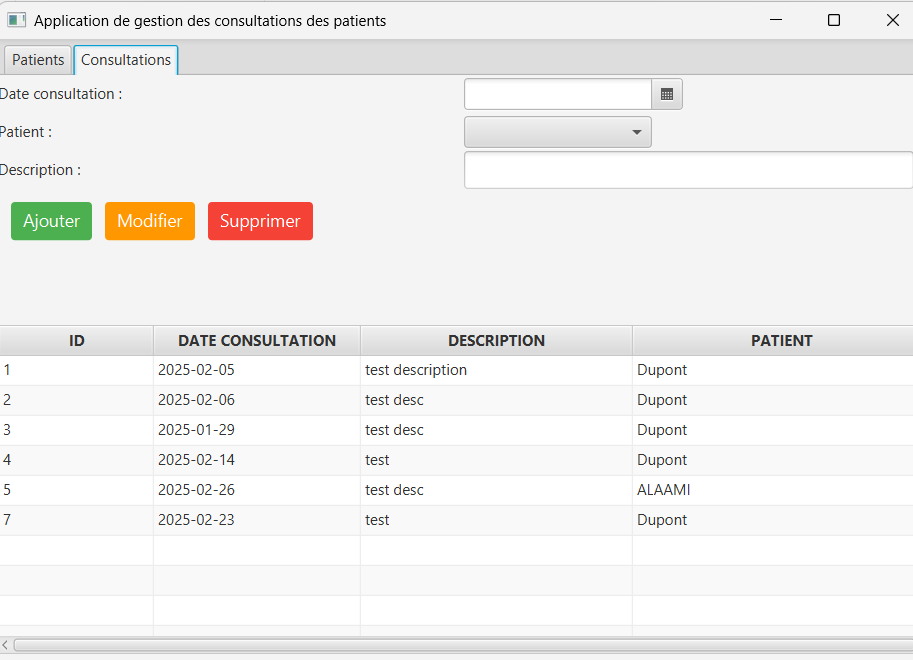 Application de gestion des consultations des patients
Patients Consultations
Date consultation :
Patient :
Description :
Ajouter Modifier Supprimer
ID DATE CONSULTATION DESCRIPTION PATIENT
1 2025-02-05 test description Dupont
2 2025-02-06 test desc Dupont
3 2025-01-29 test desc Dupont
4 2025-02-14 test Dupont
5 2025-02-26 test desc ALAAMI
7 2025-02-23 test Dupont